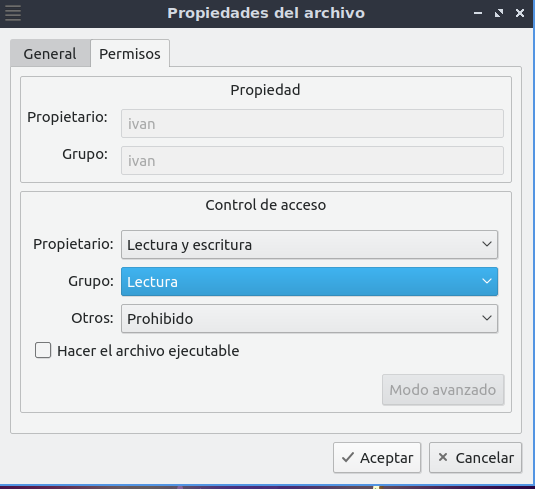 Propiedades del archivo
General Permisos
Propiedad
Propietario: ivan
Grupo: ivan
Control de acceso
Propietario: Lectura y escritura
Grupo: Lectura
Otros: Prohibido
Hacer el archivo ejecutable
Modo avanzado
Aceptar Cancelar